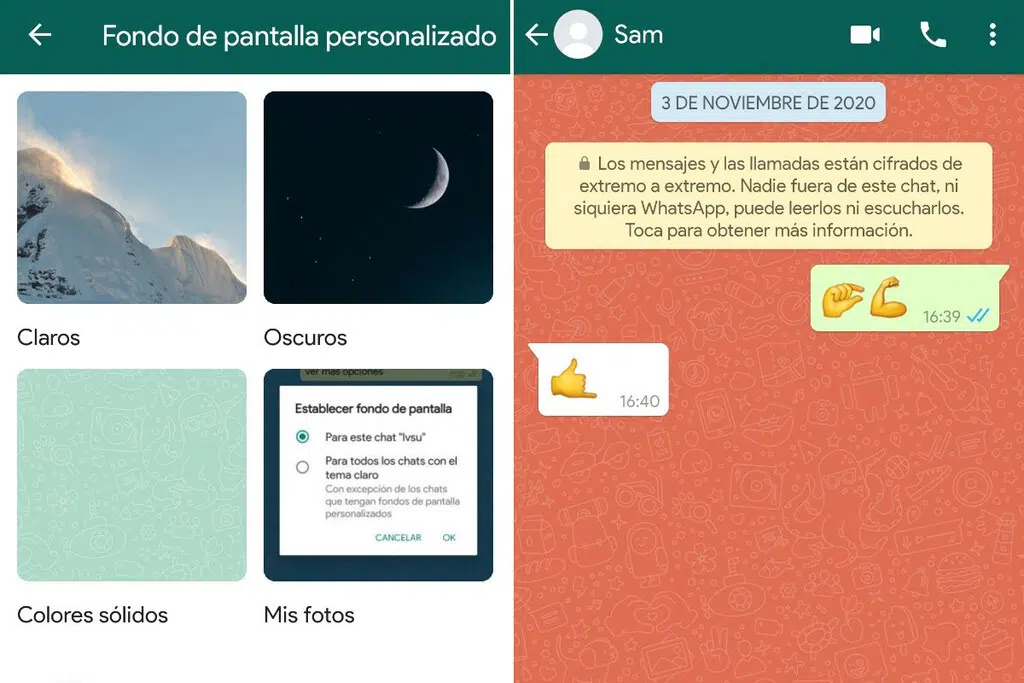 Fondo de pantalla personalizado
Claros
Oscuros
ver más opciones
Establecer fondo de pantalla
Para este chat "Ivsu"
Para todos los chats con el
tema claro
Con excepción de los chats
que tengan fondos de pantalla
personalizados
CANCELAR OK
Colores sólidos
Mis fotos
Sam
3 DE NOVIEMBRE DE 2020
Los mensajes y las llamadas están cifrados de
extremo a extremo. Nadie fuera de este chat, ni
siquiera WhatsApp, puede leerlos ni escucharlos.
Toca para obtener más información.
16:39
16:40